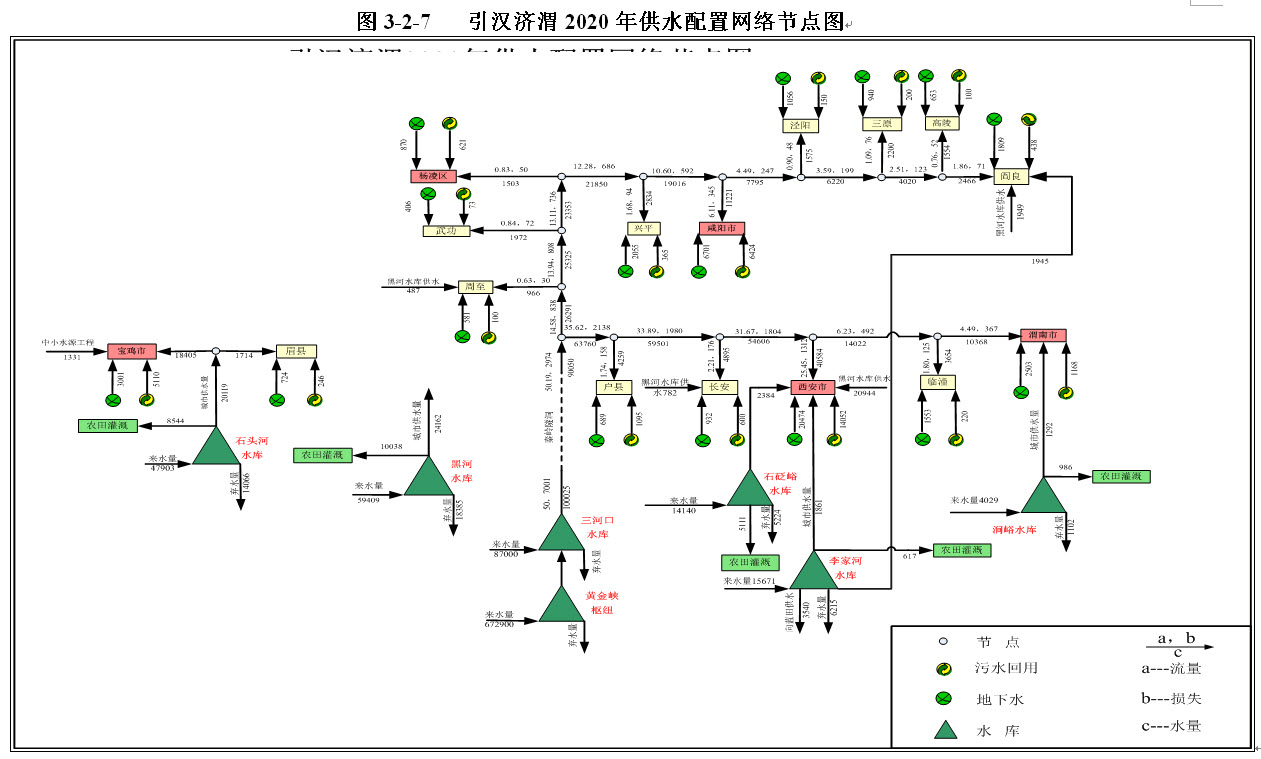 图 3-2-7 引汉济渭 2020 年供水配置网络节点图
1056
150
940
200
653
100
泾阳
三原
高陵
1809
438
870
621
0.90, 48
1575
1.09, 76
2200
0.76, 52
1554
杨凌区
0.83, 50
1503
12.28, 686
21850
10.60, 592
19016
4.49, 247
7795
3.59, 199
6220
2.51, 123
4020
1.86, 71
2466
阎良
406
73
13.11, 736
23353
1.68, 94
2834
6.11, 345
11221
黑河水库供水
1949
武功
0.84, 72
1972
兴平
咸阳市
13.94, 808
25325
2055
365
6701
6424
1945
黑河水库供水
487
周至
0.63, 30
966
581
100
14.58, 838
26291
35.62, 2138
63760
33.89, 1980
59501
31.67, 1804
54606
6.23, 492
14022
4.49, 367
10368
渭南市
中小水源工程
1331
宝鸡市
18405
1714
眉县
50.19, 2974
90050
1.74, 158
4259
2.21, 176
4895
25.45, 1312
40584
1.80, 125
3654
3001
5110
城市供水量
20119
724
246
户县
黑河水库供
水782
长安
2384
西安市
黑河水库供水
20944
临潼
2503
1168
农田灌溉
8544
城市供水量
24162
秦岭隧洞
689
1095
932
600
20474
14052
1553
220
城市供水量
1292
石头河
水库
来水量
47903
弃水量
14066
农田灌溉
10038
黑河
水库
来水量
59409
弃水量
18385
50, 7001
100025
石砭峪
水库
来水量
14140
5111
弃水量
5224
城市供水量
1861
986
农田灌溉
来水量4029
涧峪水库
弃水量
1102
三河口
水库
来水量
87000
弃水量
农田灌溉
李家河
水库
617
农田灌溉
来水量15671
3540
弃水量
6215
黄金峡
枢纽
来水量
672900
弃水量
节 点
污水回用
地下水
水 库
a, b
c
a---流量
b---损失
c---水量